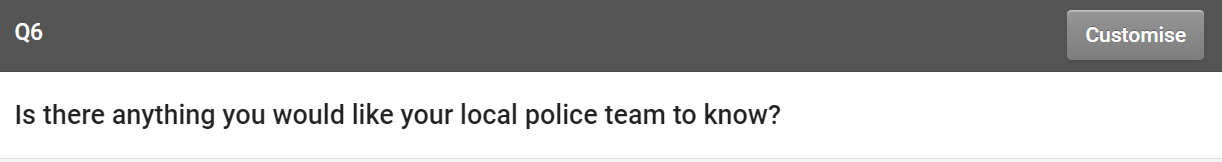 Q6
Customise
Is there anything you would like your local police team to know?